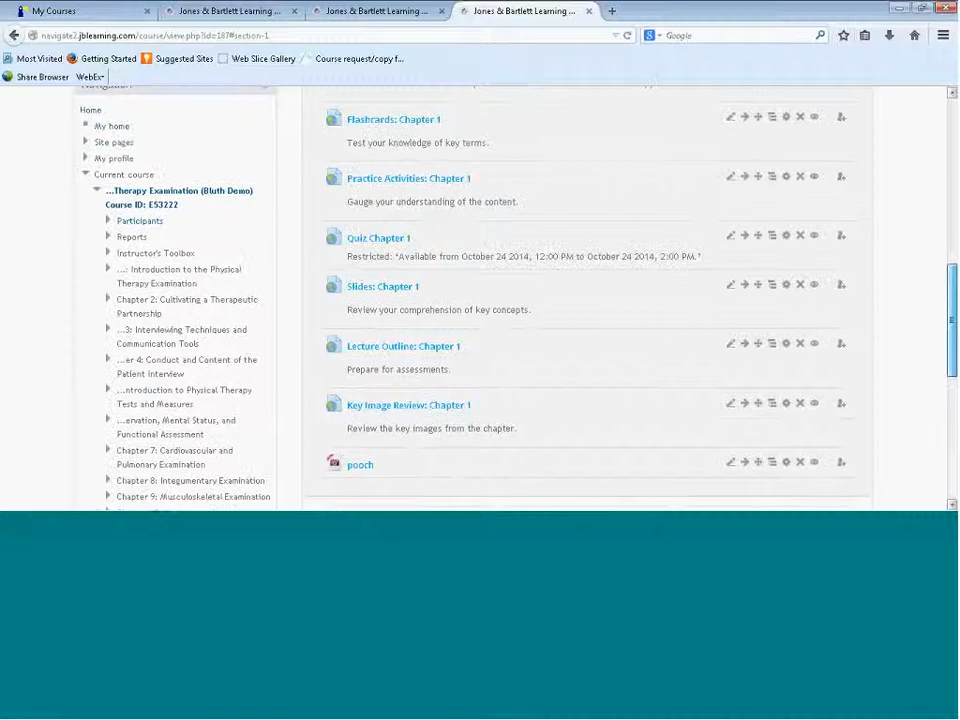 My Courses
Jones & Bartlett Learning ...
Jones & Bartlett Learning ...
Jones & Bartlett Learning ...
navigate2.jblearning.com/course/view.php?id=187#section-1
Google
Most Visited
Getting Started
Suggested Sites
Web Slice Gallery
Course request/copy f...
Share Browser
WebEx
Navigation
Home
My home
Site pages
My profile
Current course
...Therapy Examination (Bluth Demo)
Course ID: E53222
Participants
Reports
Instructor's Toolbox
...: Introduction to the Physical
Therapy Examination
Chapter 2: Cultivating a Therapeutic
Partnership
...3: Interviewing Techniques and
Communication Tools
...er 4: Conduct and Content of the
Patient Interview
...ntroduction to Physical Therapy
Tests and Measures
...ervation, Mental Status, and
Functional Assessment
Chapter 7: Cardiovascular and
Pulmonary Examination
Chapter 8: Integumentary Examination
Chapter 9: Musculoskeletal Examination
Flashcards: Chapter 1
Test your knowledge of key terms.
Practice Activities: Chapter 1
Gauge your understanding of the content.
Quiz Chapter 1
Restricted: "Available from October 24 2014, 12:00 PM to October 24 2014, 2:00 PM."
Slides: Chapter 1
Review your comprehension of key concepts.
Lecture Outline: Chapter 1
Prepare for assessments.
Key Image Review: Chapter 1
Review the key images from the chapter.
pooch